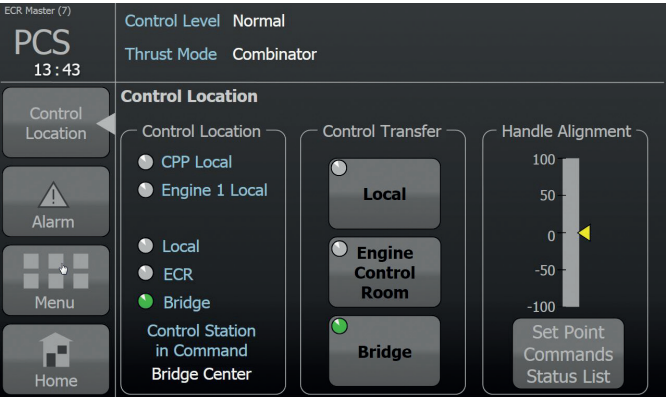 ECR Master (7)
PCS
13:43
Control Level Normal
Thrust Mode Combinator
Control Location
Control
Location
Alarm
Menu
Home
Control Location
CPP Local
Engine 1 Local
Local
ECR
Bridge
Control Station
in Command
Bridge Center
Control Transfer
Local
Engine
Control
Room
Bridge
Handle Alignment
100
50
0
-50
-100
Set Point
Commands
Status List